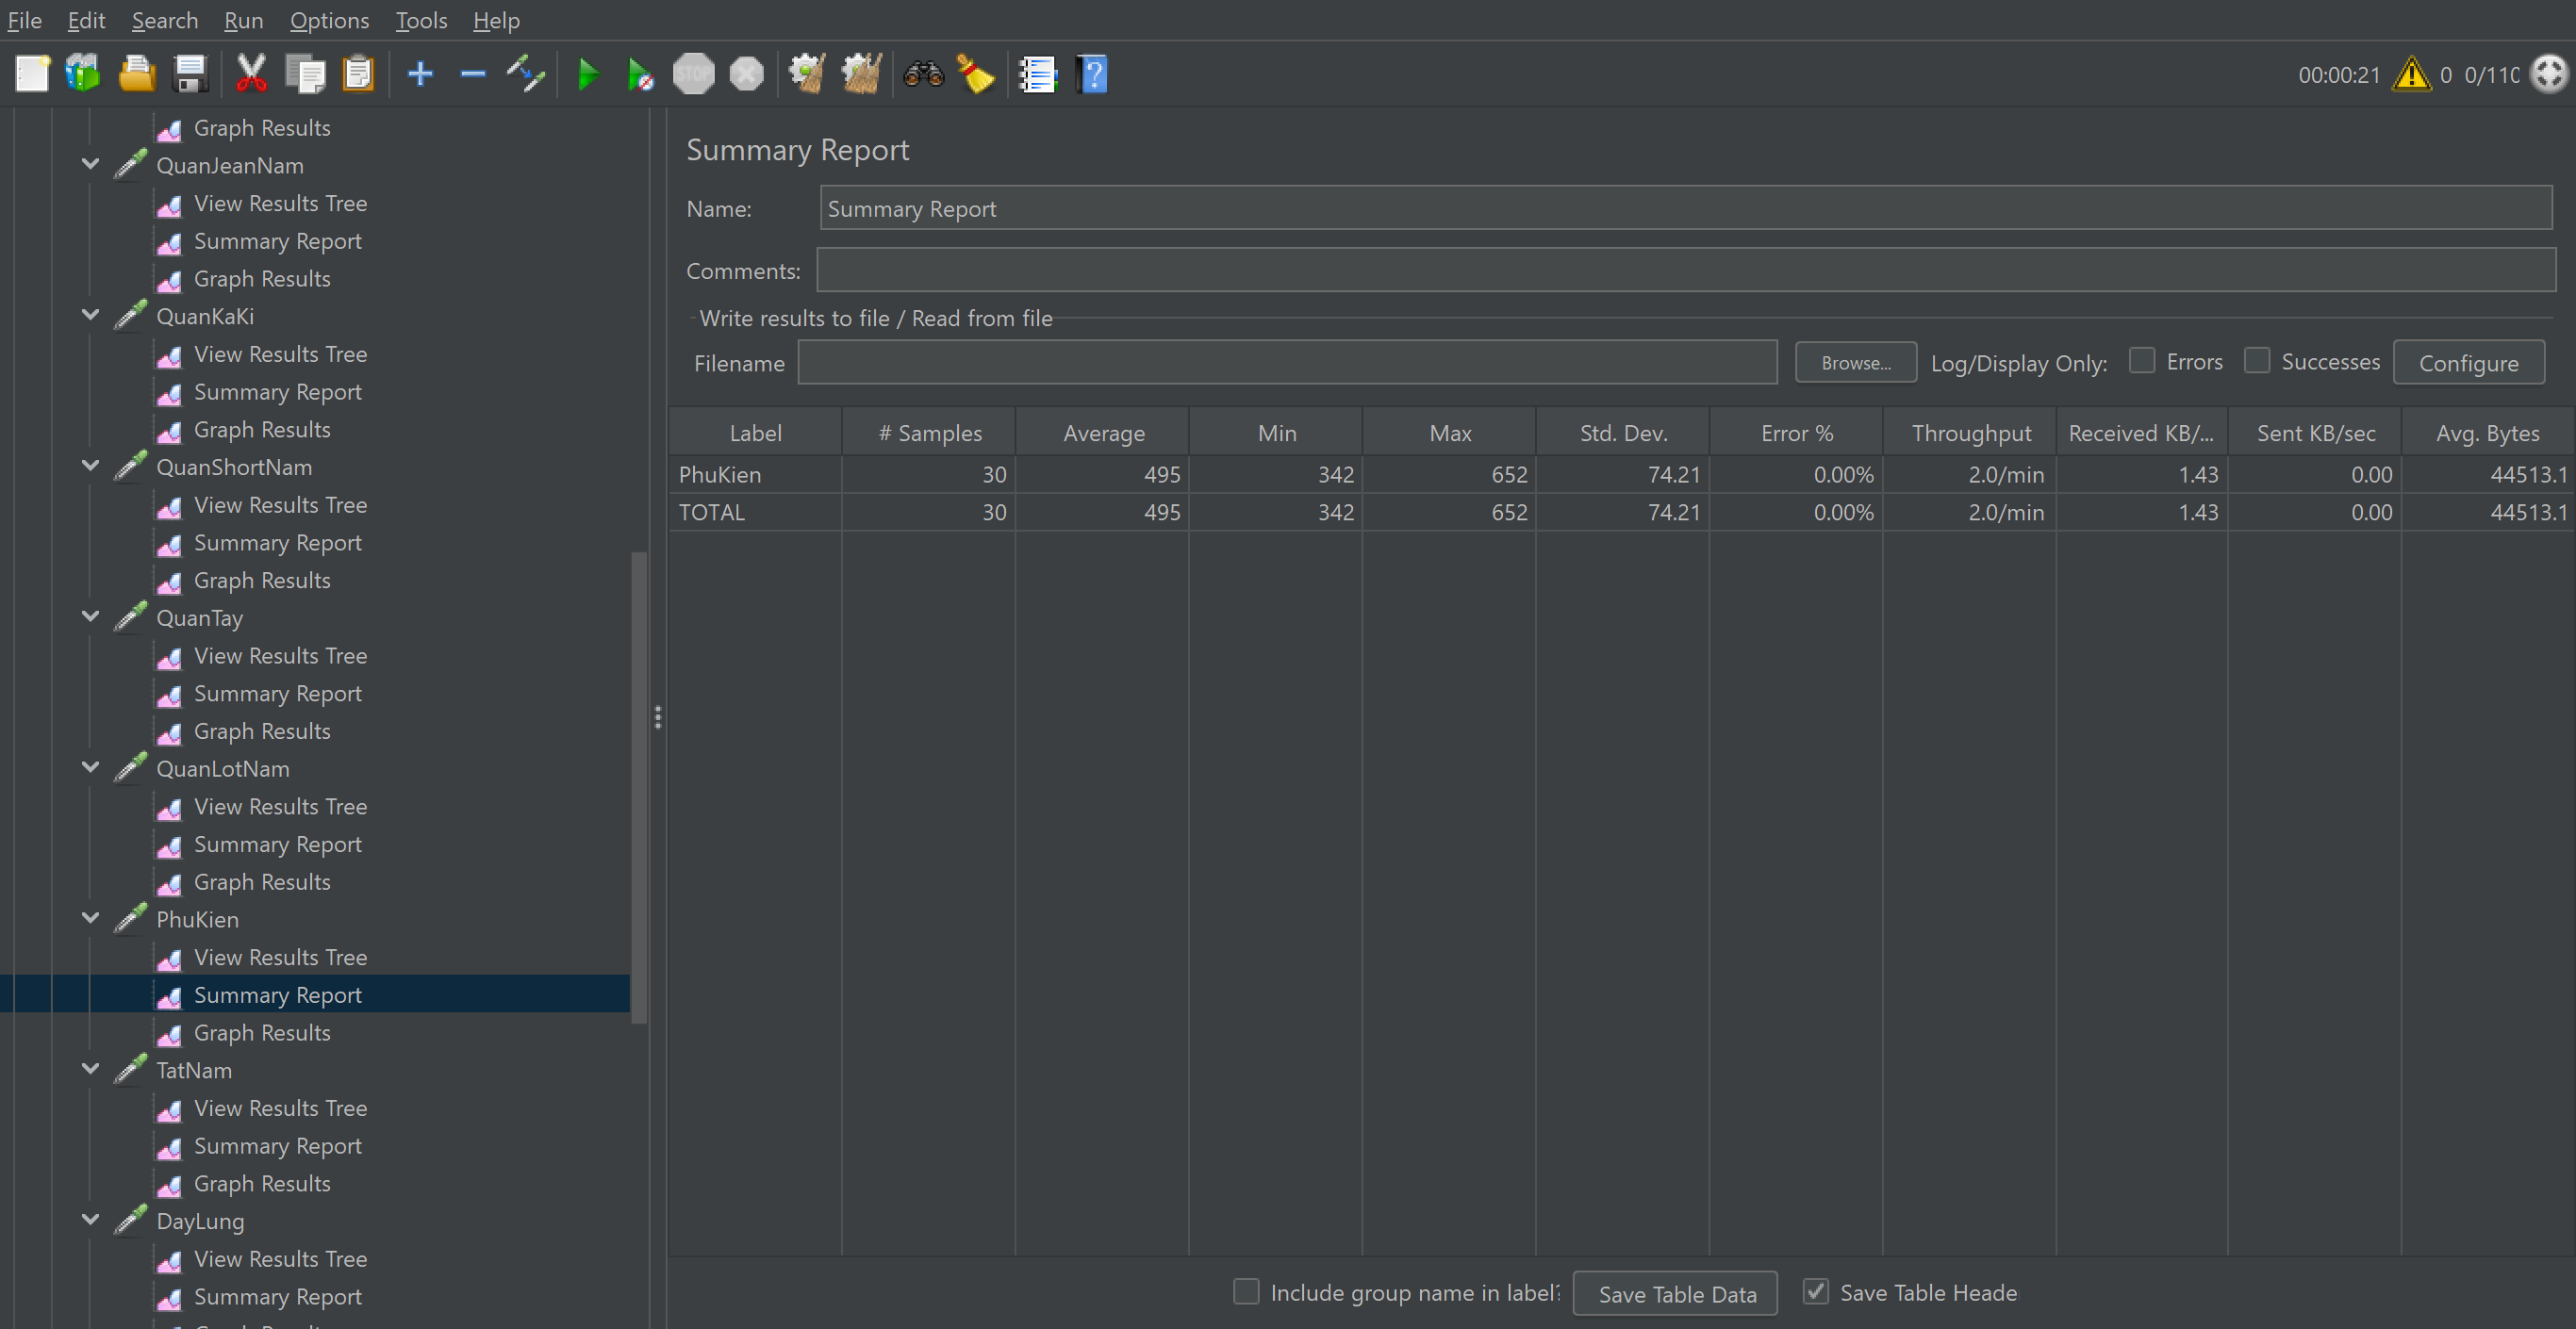 File Edit Search Run Options Tools Help
STOP
00:00:21 0 0/110
Graph Results
QuanJeanNam
View Results Tree
Summary Report
Graph Results
QuanKaKi
View Results Tree
Summary Report
Graph Results
QuanShortNam
View Results Tree
Summary Report
Graph Results
QuanTay
View Results Tree
Summary Report
Graph Results
QuanLotNam
View Results Tree
Summary Report
Graph Results
PhuKien
View Results Tree
Summary Report
Graph Results
TatNam
View Results Tree
Summary Report
Graph Results
DayLung
View Results Tree
Summary Report
Summary Report
Name: Summary Report
Comments:
Write results to file / Read from file
Filename Browse... Log/Display Only: Errors Successes Configure
Label # Samples Average Min Max Std. Dev. Error % Throughput Received KB/... Sent KB/sec Avg. Bytes
PhuKien 30 495 342 652 74.21 0.00% 2.0/min 1.43 0.00 44513.1
TOTAL 30 495 342 652 74.21 0.00% 2.0/min 1.43 0.00 44513.1
Include group name in label? Save Table Data Save Table Heade